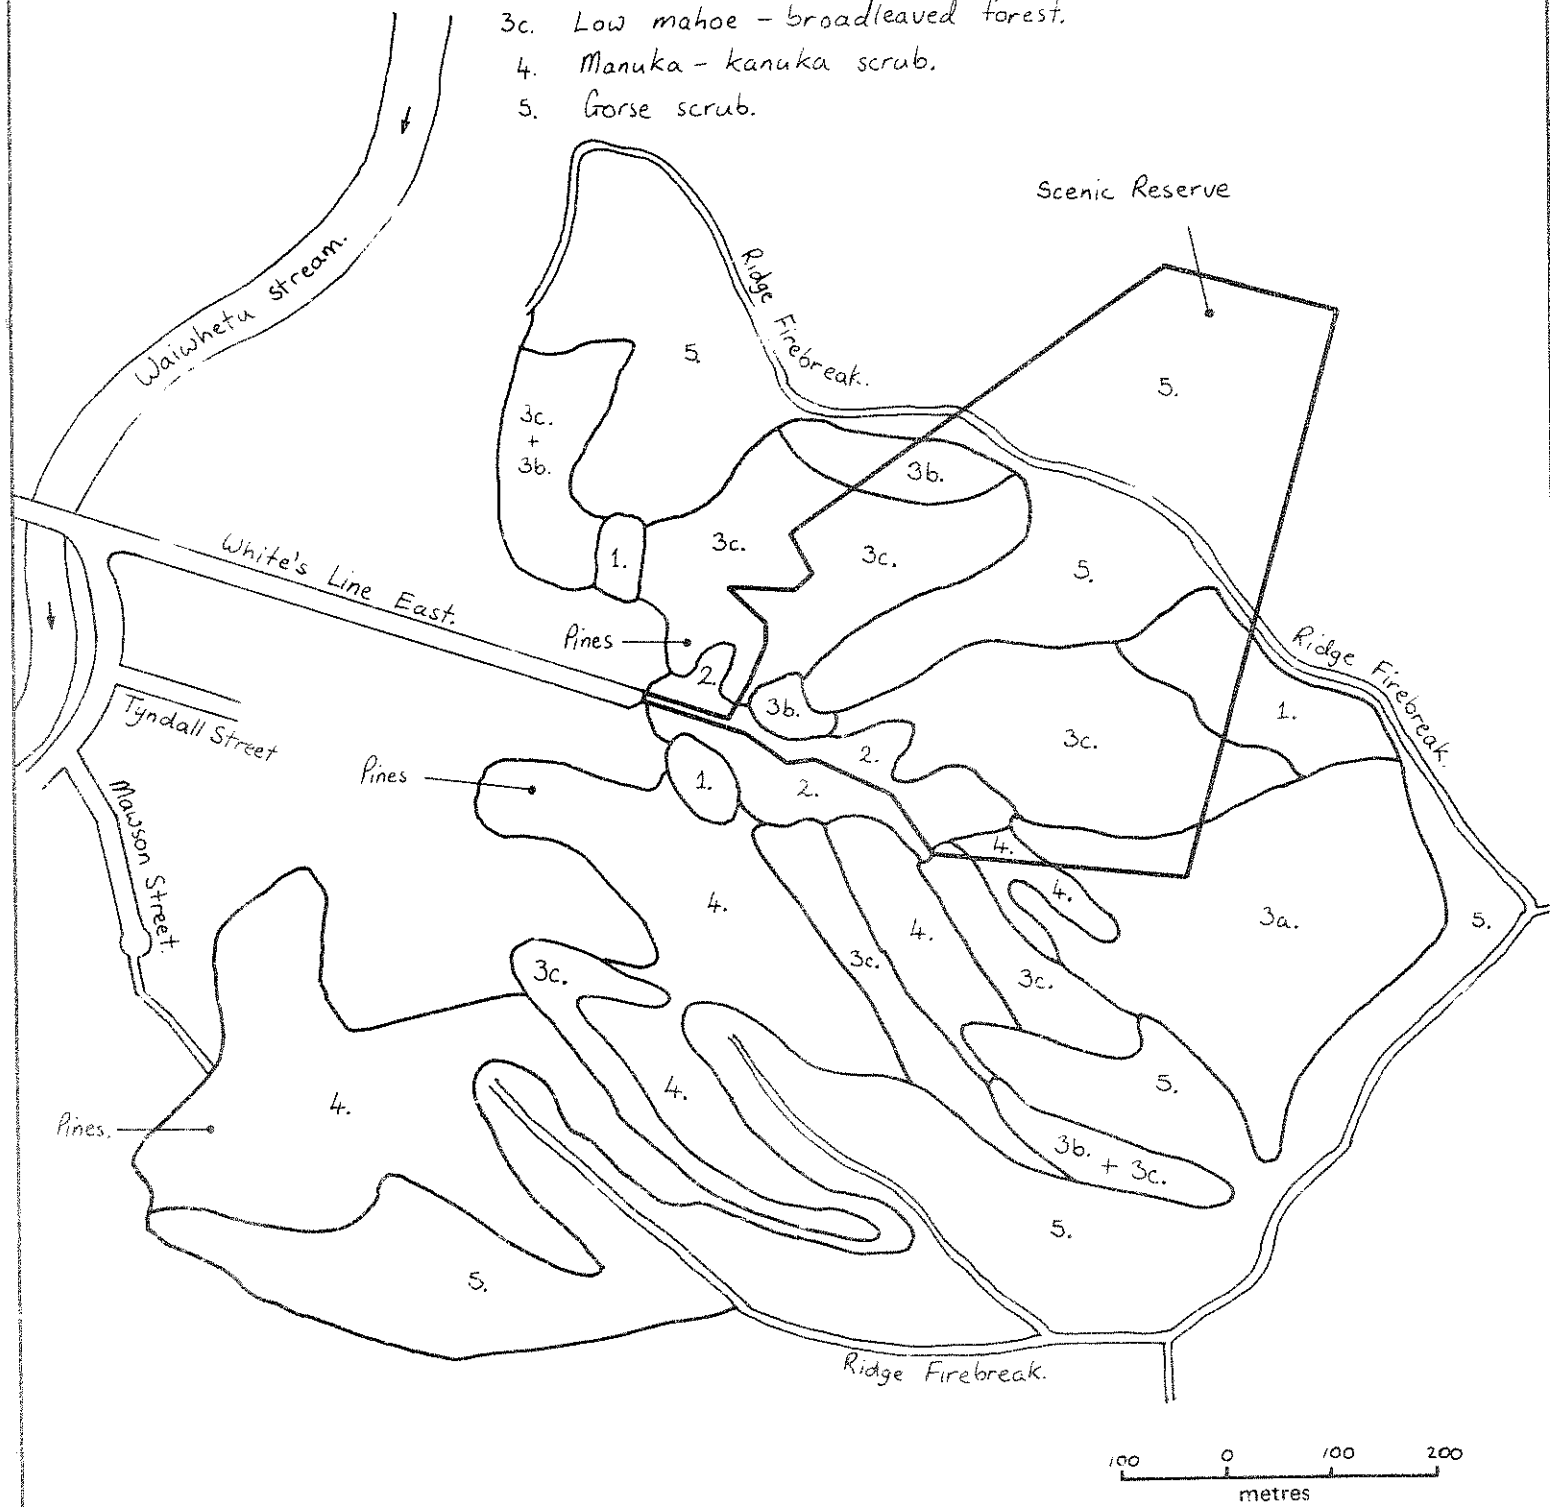 3c. Low mahoe - broadleaved forest.
4. Manuka - kanuka scrub.
5. Gorse scrub.
Scenic Reserve
Waiwhetu stream.
Ridge Firebreak.
5.
5.
3c.
+
3b.
3b.
1.
3c.
3c.
5.
White's Line East.
Pines
2.
3b.
Ridge Firebreak.
1.
Tyndall Street
3c.
2.
Pines
1.
2.
Mawson Street.
4.
4.
4.
4.
3a.
5.
3c.
3c.
3c.
5.
4.
4.
Pines.
3b. + 3c.
5.
5.
Ridge Firebreak.
100 0 100 200
metres